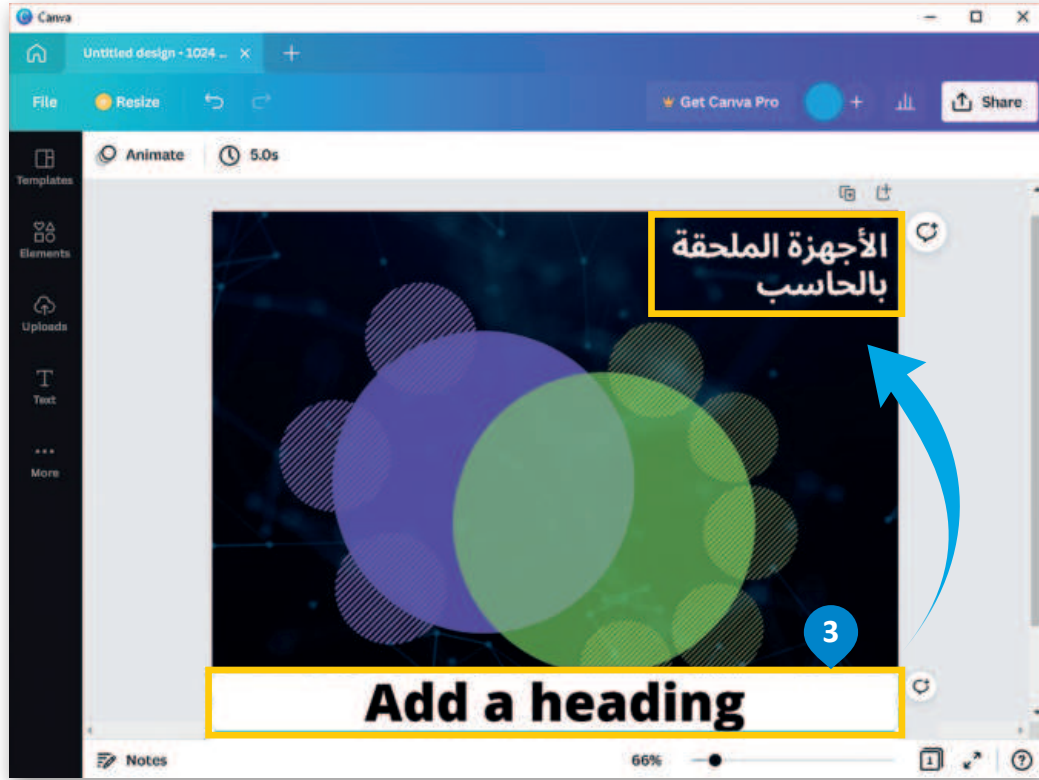 Canva
Untitled design - 1024 ...
File
Resize
Get Canva Pro
Share
Animate
5.0s
Templates
Elements
Uploads
Text
More
الأجهزة الملحقة
بالحاسب
3
Add a heading
Notes
66%
1
?